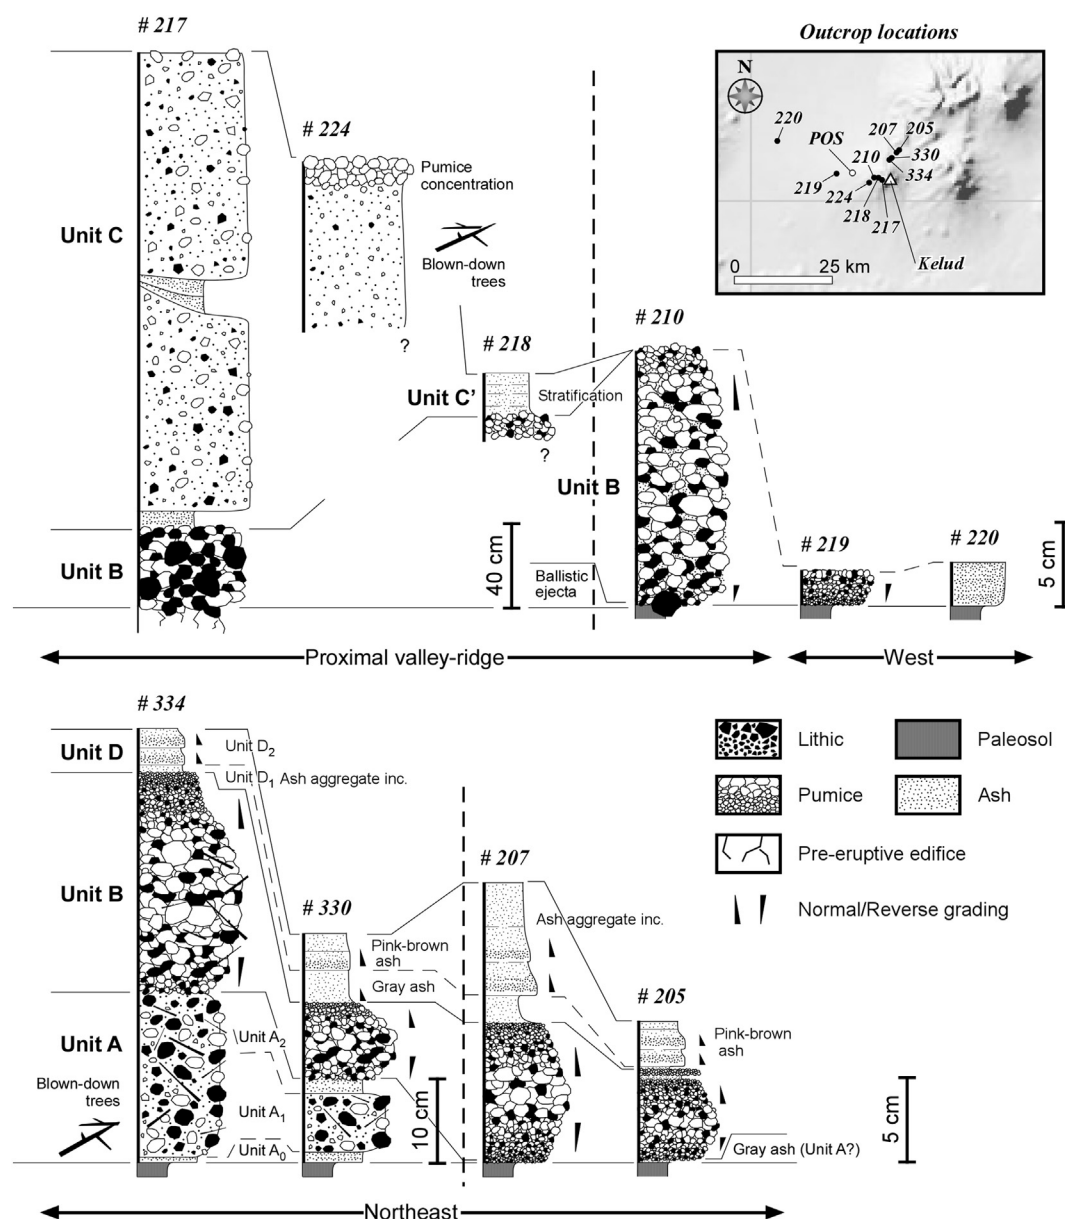 # 217
Outcrop locations
N
220
POS
207
205
210
330
219
334
224
218
217
Kelud
0
25 km
# 224
Pumice
concentration
Unit C
Blown-down
trees
?
# 218
# 210
Unit C’
Stratification
?
Unit B
# 219
# 220
Unit B
40 cm
Ballistic
ejecta
5 cm
Proximal valley-ridge
West
# 334
Unit D
Unit D2
Unit D1
Ash aggregate inc.
Lithic
Paleosol
Pumice
Ash
Pre-eruptive edifice
Normal/Reverse grading
Unit B
# 207
# 330
Ash aggregate inc.
Pink-brown
ash
Gray ash
# 205
Unit A
Unit A2
Pink-brown
ash
Blown-down
trees
Unit A1
10 cm
5 cm
Unit A0
Gray ash (Unit A?)
Northeast